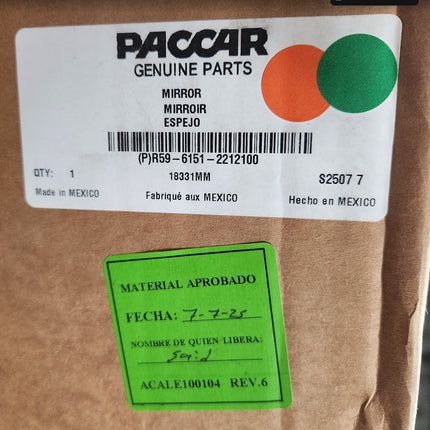 PACCAR
GENUINE PARTS
MIRROR
MIRROIR
ESPEJO
(P)R59-6151-2212100
QTY: 1 18331MM S2507 7
Made in MEXICO Fabriqué aux MEXICO Hecho en MEXICO
MATERIAL APROBADO
FECHA: 7-7-25
NOMBRE DE QUIEN LIBERA:
ACALE100104 REV.6